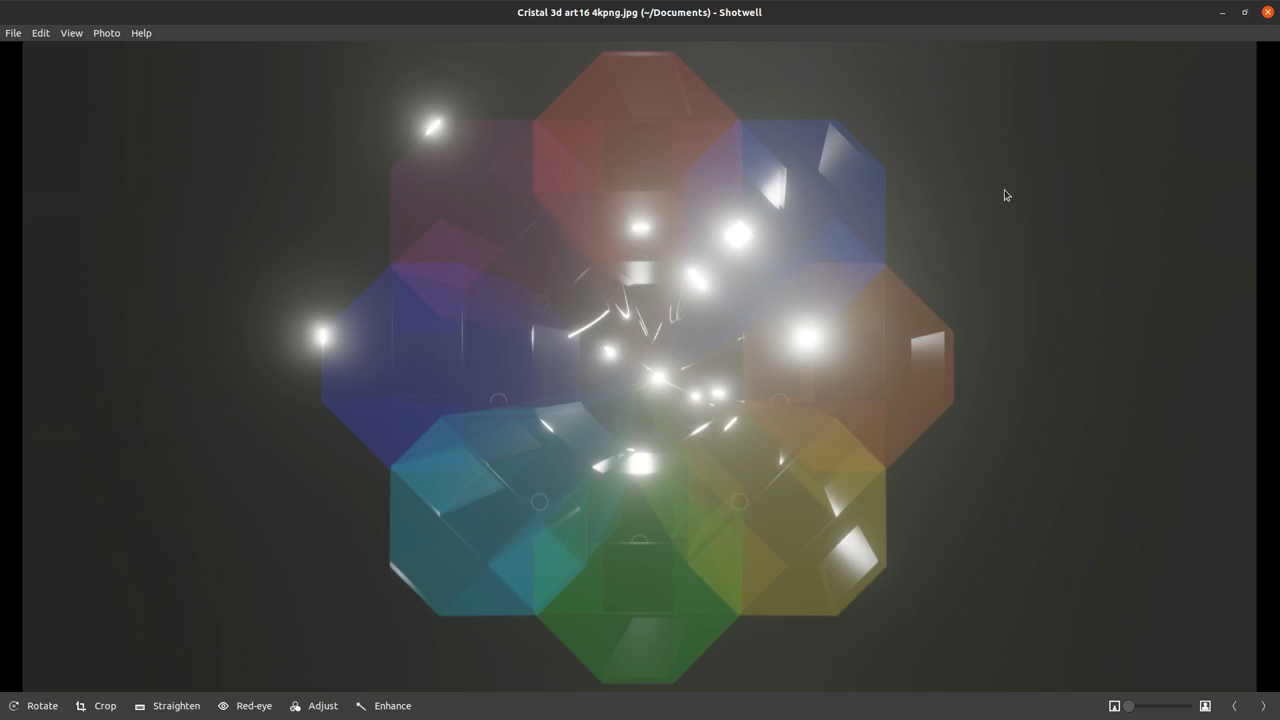 Cristal 3d art16 4kpng.jpg (~/Documents) - Shotwell
File Edit View Photo Help
Rotate Crop Straighten Red-eye Adjust Enhance